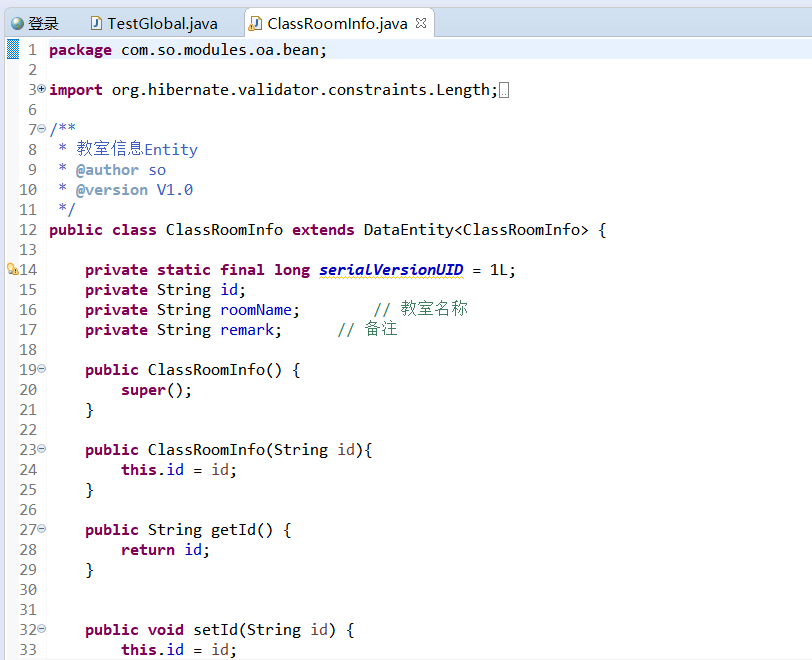 登录 TestGlobal.java ClassRoomInfo.java
1 package com.so.modules.oa.bean;
2
3 import org.hibernate.validator.constraints.Length;
6
7 /**
8 * 教室信息Entity
9 * @author so
10 * @version V1.0
11 */
12 public class ClassRoomInfo extends DataEntity<ClassRoomInfo> {
13
14 private static final long serialVersionUID = 1L;
15 private String id;
16 private String roomName; // 教室名称
17 private String remark; // 备注
18
19 public ClassRoomInfo() {
20 super();
21 }
22
23 public ClassRoomInfo(String id){
24 this.id = id;
25 }
26
27 public String getId() {
28 return id;
29 }
30
31
32 public void setId(String id) {
33 this.id = id;